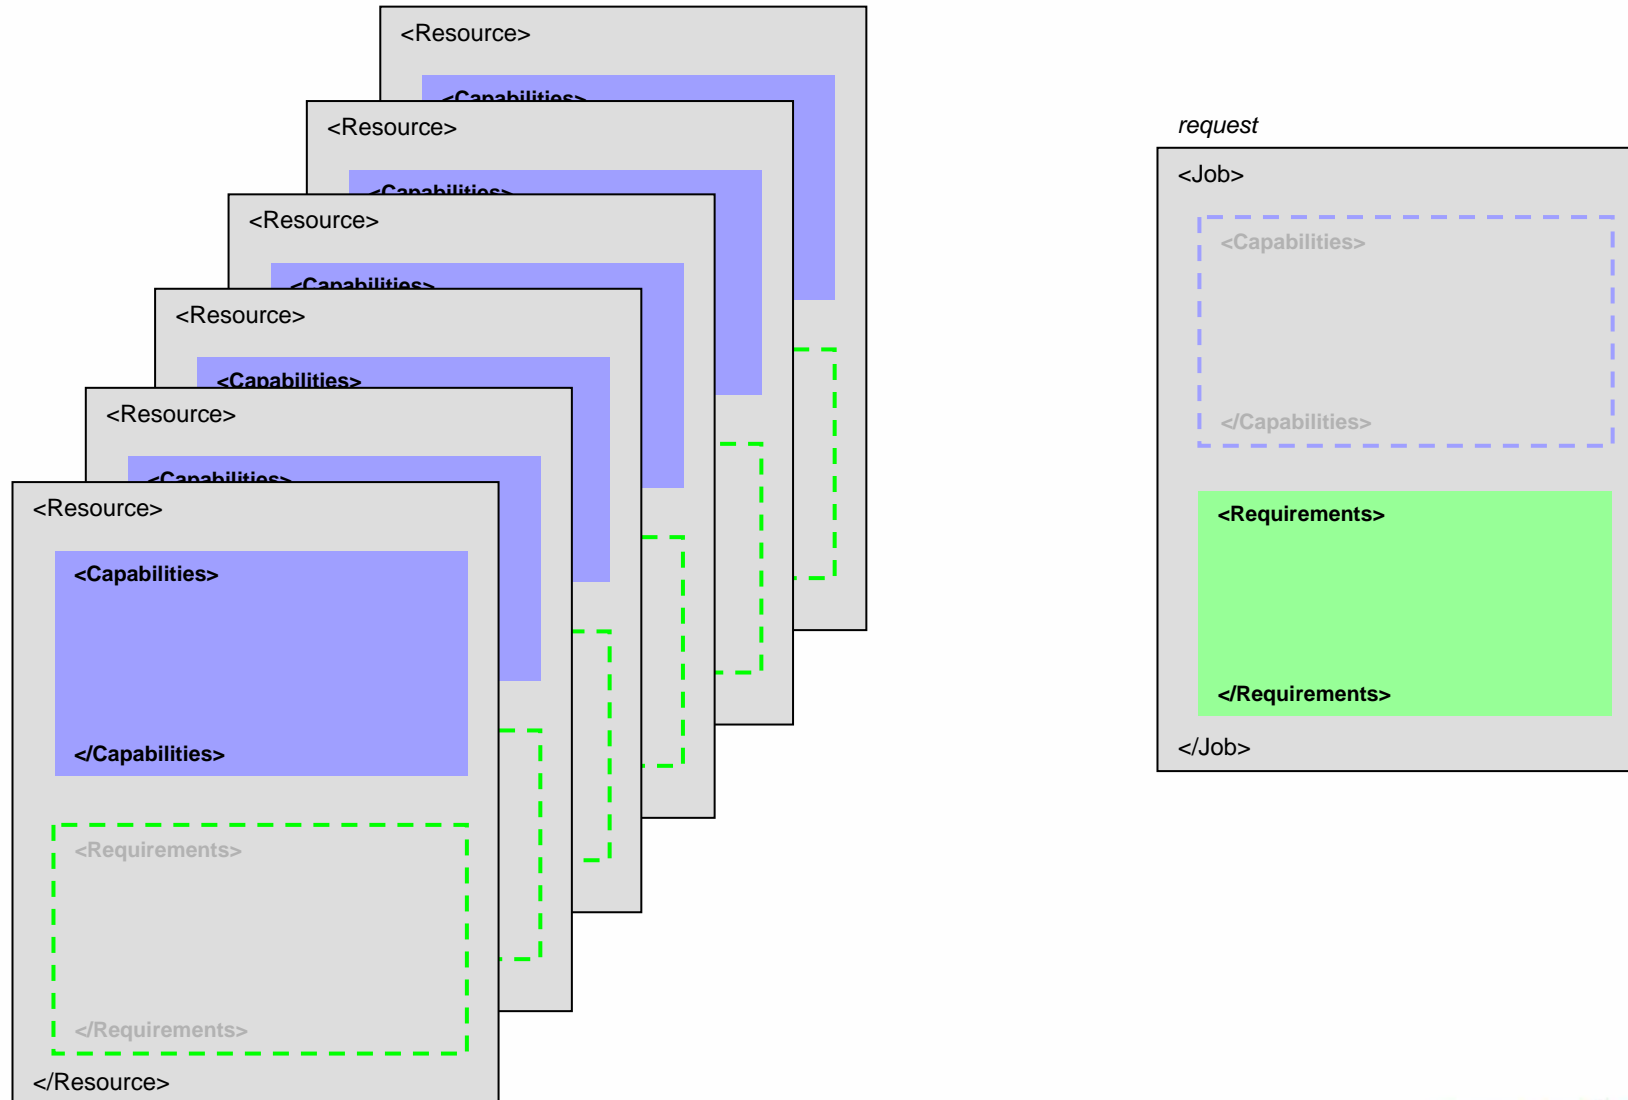 <Resource>
<Capabilities>
<Resource>
<Capabilities>
<Resource>
<Capabilities>
<Resource>
<Capabilities>
<Resource>
<Capabilities>
<Resource>
<Capabilities>
</Capabilities>
<Requirements>
</Requirements>
</Resource>
request
<Job>
<Capabilities>
</Capabilities>
<Requirements>
</Requirements>
</Job>